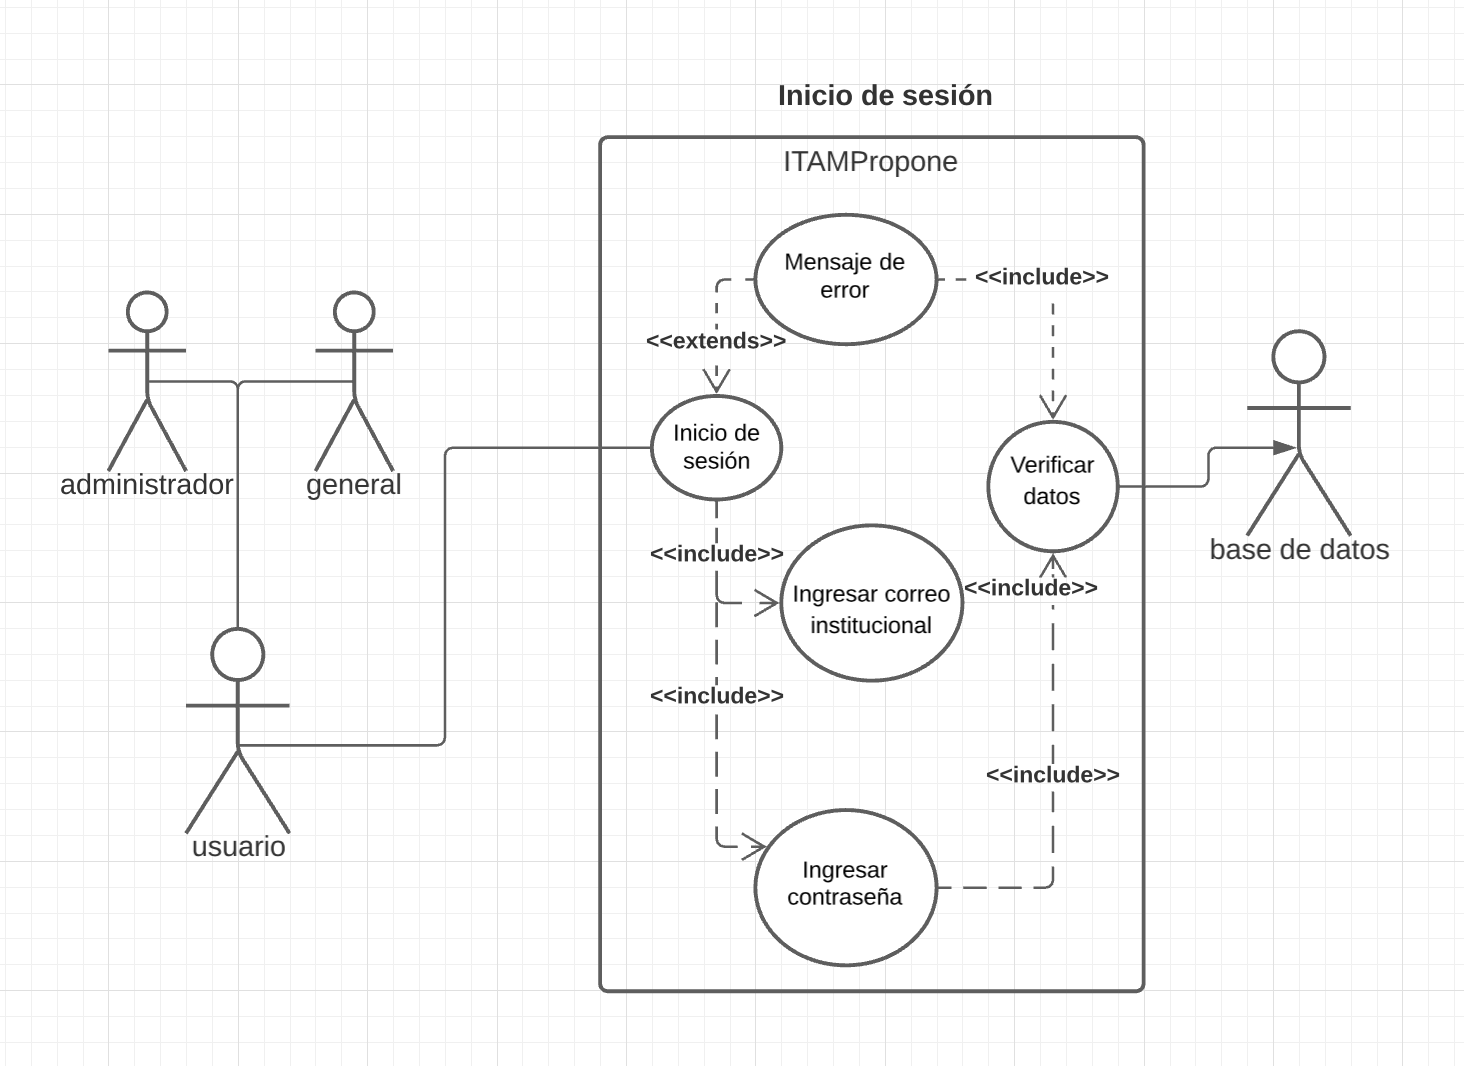 Inicio de sesión
ITAMPropone
Mensaje de
error
<<include>>
<<extends>>
Inicio de
sesión
Verificar
datos
administrador
general
base de datos
<<include>>
Ingresar correo
institucional
<<include>>
<<include>>
<<include>>
usuario
Ingresar
contraseña